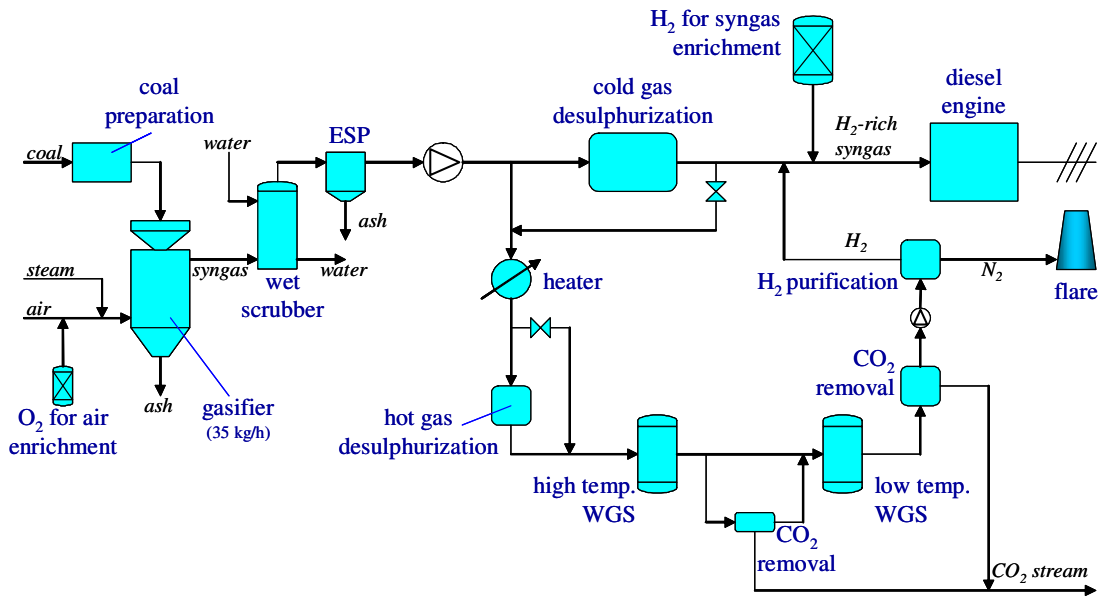 H₂ for syngas
enrichment
coal
preparation
cold gas
desulphurization
diesel
engine
coal
water
ESP
H₂-rich
syngas
ash
steam
syngas
water
wet
scrubber
heater
H₂
H₂ purification
N₂
flare
air
O₂ for air
enrichment
ash
gasifier
(35 kg/h)
hot gas
desulphurization
CO₂
removal
high temp.
WGS
low temp.
WGS
CO₂
removal
CO₂ stream